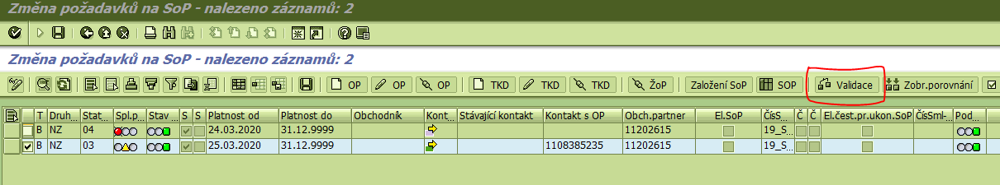 Změna požadavků na SoP - nalezeno záznamů: 2
Změna požadavků na SoP - nalezeno záznamů: 2
OP OP OP TKD TKD TKD ŽoP Založení SoP SOP Validace Zobr.porovnání
T Druh... Stat... Spl.p... Stav ... S S Platnost od Platnost do Obchodník Kont... Stávající kontakt Kontakt s OP Obch.partner El.SoP ČísS... Č Č El.čest.pr.ukon.SoP ČísSml-... Pod...
B NZ 04 24.03.2020 31.12.9999 11202615 19_S...
B NZ 03 25.03.2020 31.12.9999 1108385235 11202615 19_S...